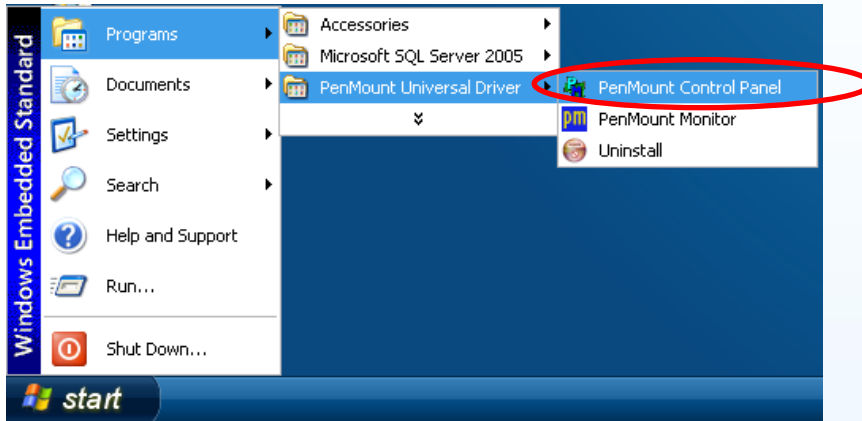 Windows Embedded Standard
Programs
Documents
Settings
Search
Help and Support
Run...
Shut Down...
Accessories
Microsoft SQL Server 2005
PenMount Universal Driver
PenMount Control Panel
pm
PenMount Monitor
Uninstall
start